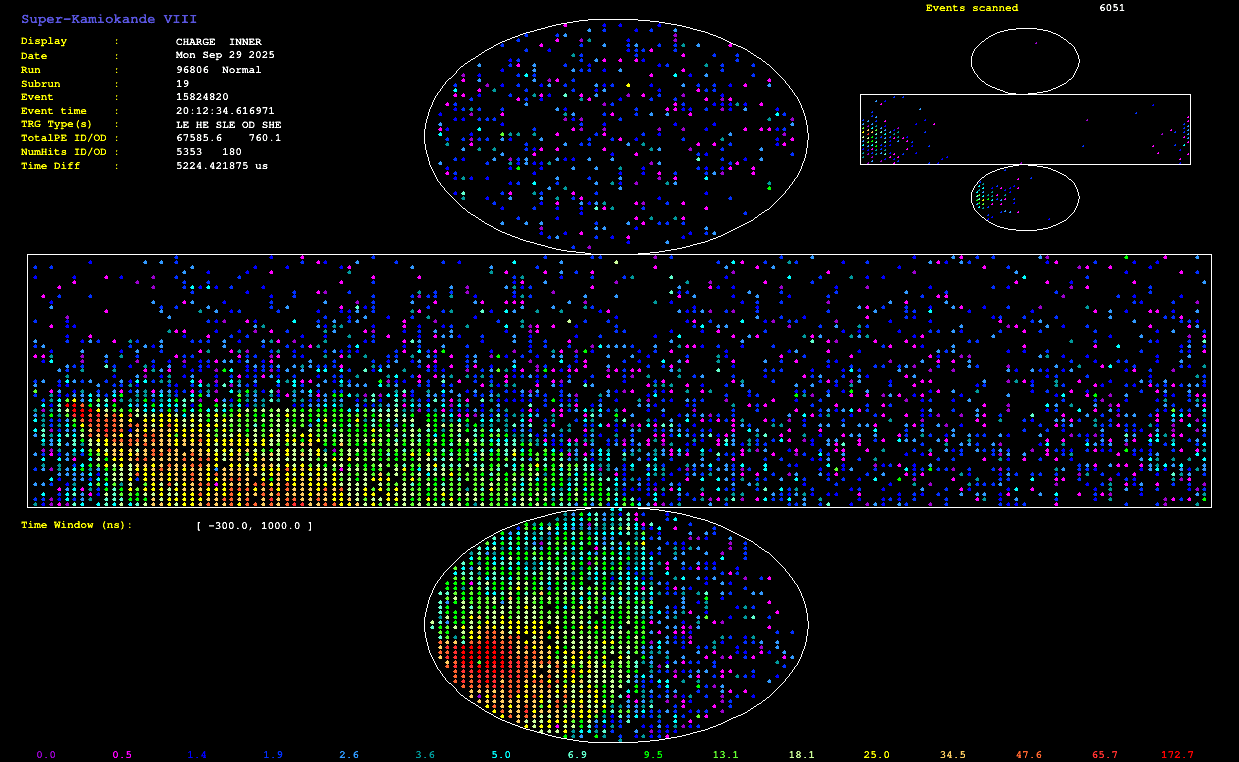 Super-Kamiokande VIII
Display : CHARGE INNER
Date : Mon Sep 29 2025
Run : 96806 Normal
Subrun : 19
Event : 15824820
Event time : 20:12:34.616971
TRG Type(s) : LE HE SLE OD SHE
TotalPE ID/OD : 67585.6 760.1
NumHits ID/OD : 5353 180
Time Diff : 5224.421875 us
Events scanned 6051
Time Window (ns): [ -300.0, 1000.0 ]
0.0 0.5 1.4 1.9 2.6 3.6 5.0 6.9 9.5 13.1 18.1 25.0 34.5 47.6 65.7 172.7